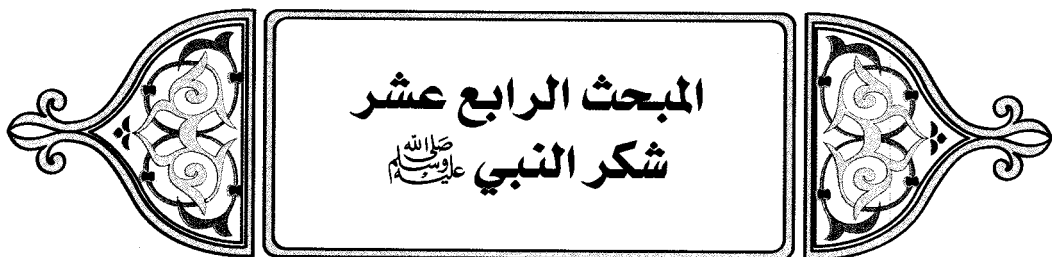 المبحث الرابع عشر
شكر النبي صلى الله عليه وسلم